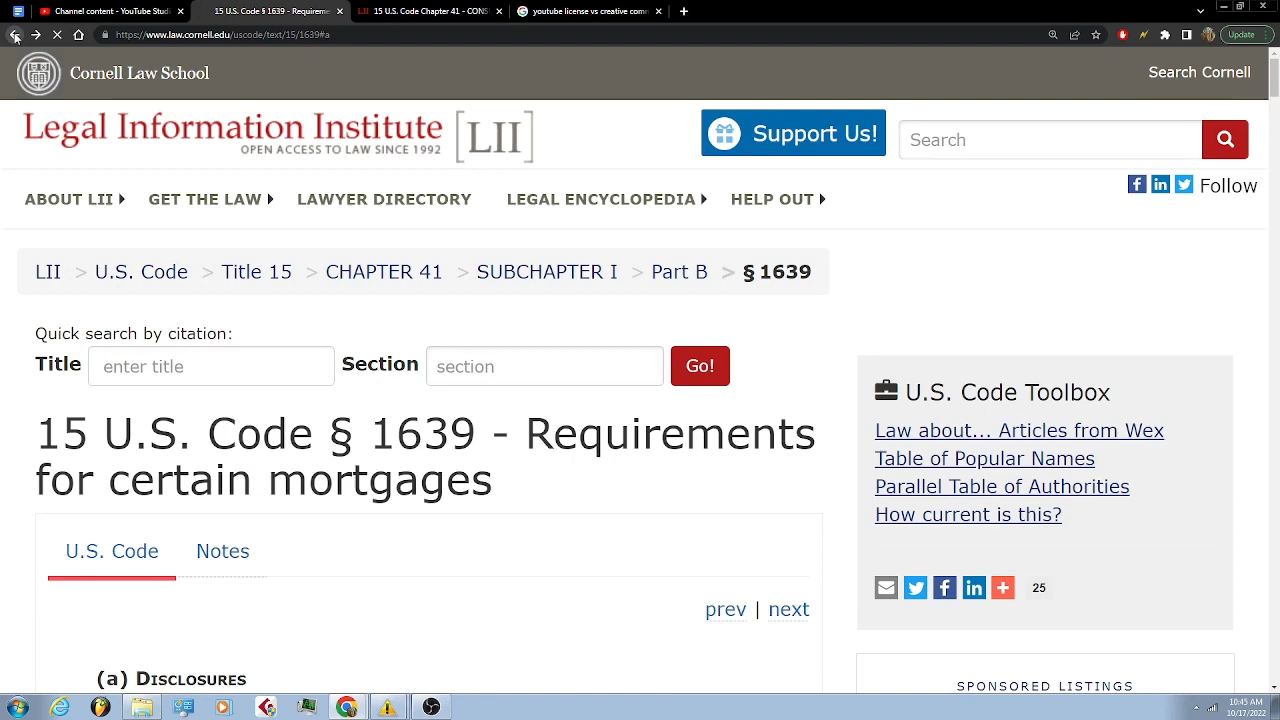 Channel content - YouTube Studi
15 U.S. Code § 1639 - Requireme
15 U.S. Code Chapter 41 - CONS
youtube license vs creative comm
https://www.law.cornell.edu/uscode/text/15/1639#a
Update
Cornell Law School
Search Cornell
Legal Information Institute [LII]
OPEN ACCESS TO LAW SINCE 1992
Support Us!
Search
ABOUT LII GET THE LAW LAWYER DIRECTORY LEGAL ENCYCLOPEDIA HELP OUT
Follow
LII > U.S. Code > Title 15 > CHAPTER 41 > SUBCHAPTER I > Part B > § 1639
Quick search by citation:
Title enter title Section section Go!
15 U.S. Code § 1639 - Requirements
for certain mortgages
U.S. Code Notes
prev | next
(a) Disclosures
U.S. Code Toolbox
Law about... Articles from Wex
Table of Popular Names
Parallel Table of Authorities
How current is this?
25
SPONSORED LISTINGS
10:45 AM
10/17/2022